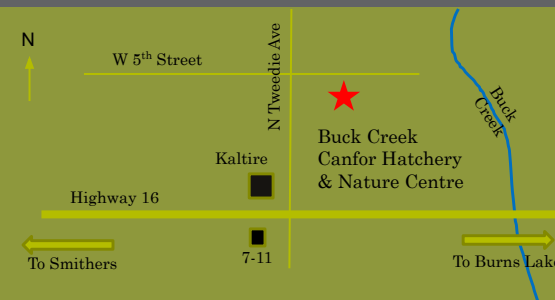 N
N Tweedie Ave
W 5th Street
Buck
Creek
Buck Creek
Canfor Hatchery
& Nature Centre
Kaltire
Highway 16
7-11
To Smithers
To Burns Lake